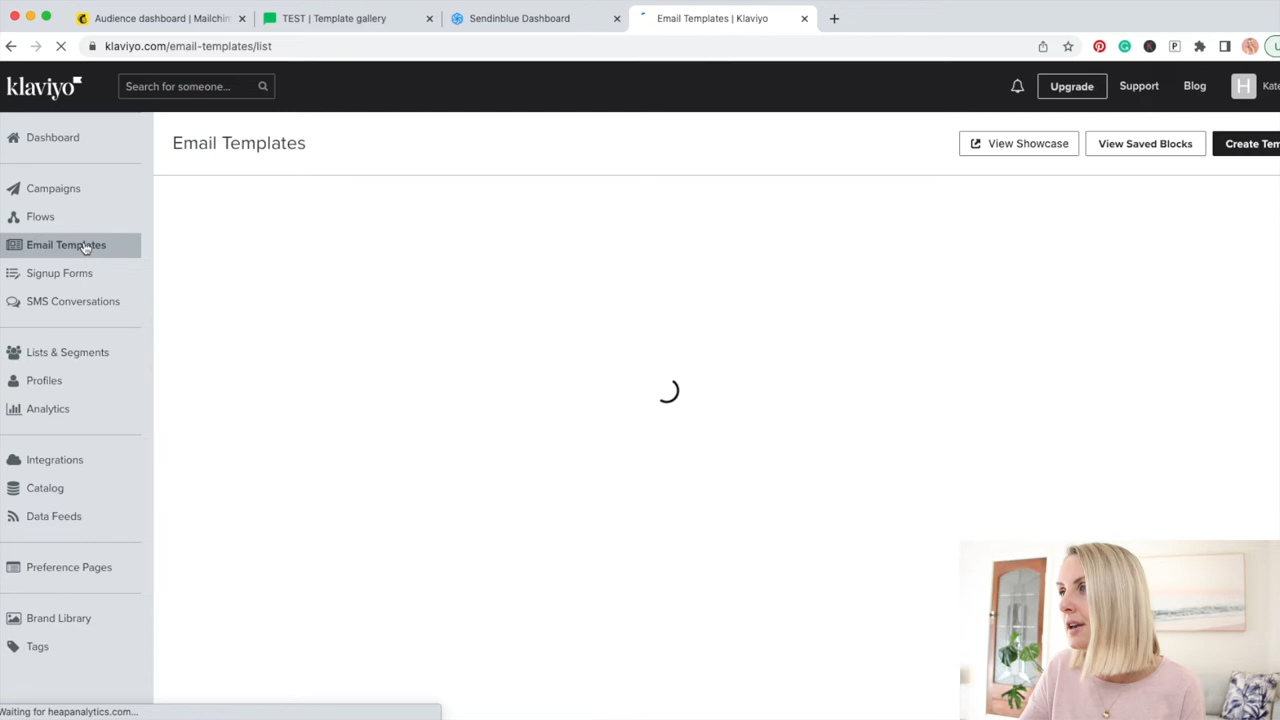 Audience dashboard | Mailchim
TEST | Template gallery
Sendinblue Dashboard
Email Templates | Klaviyo
klaviyo.com/email-templates/list
klaviyo
Search for someone...
Upgrade
Support
Blog
H
Kate
Dashboard
Campaigns
Flows
Email Templates
Signup Forms
SMS Conversations
Lists & Segments
Profiles
Analytics
Integrations
Catalog
Data Feeds
Preference Pages
Brand Library
Tags
Email Templates
View Showcase
View Saved Blocks
Create Tem
Waiting for heapanalytics.com...